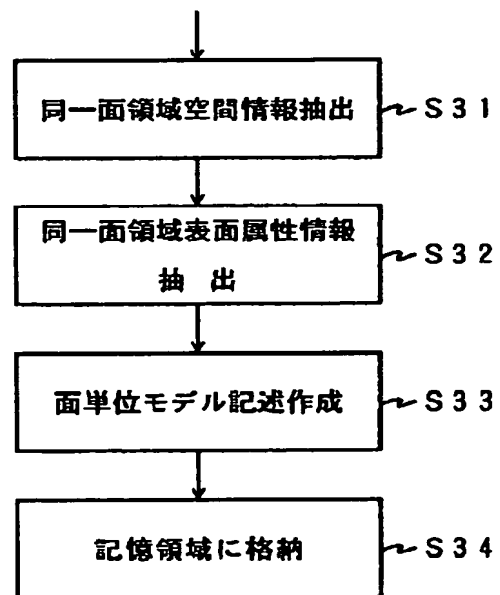 同一面領域空間情報抽出 S31
同一面領域表面属性情報
抽 出 S32
面単位モデル記述作成 S33
記憶領域に格納 S34